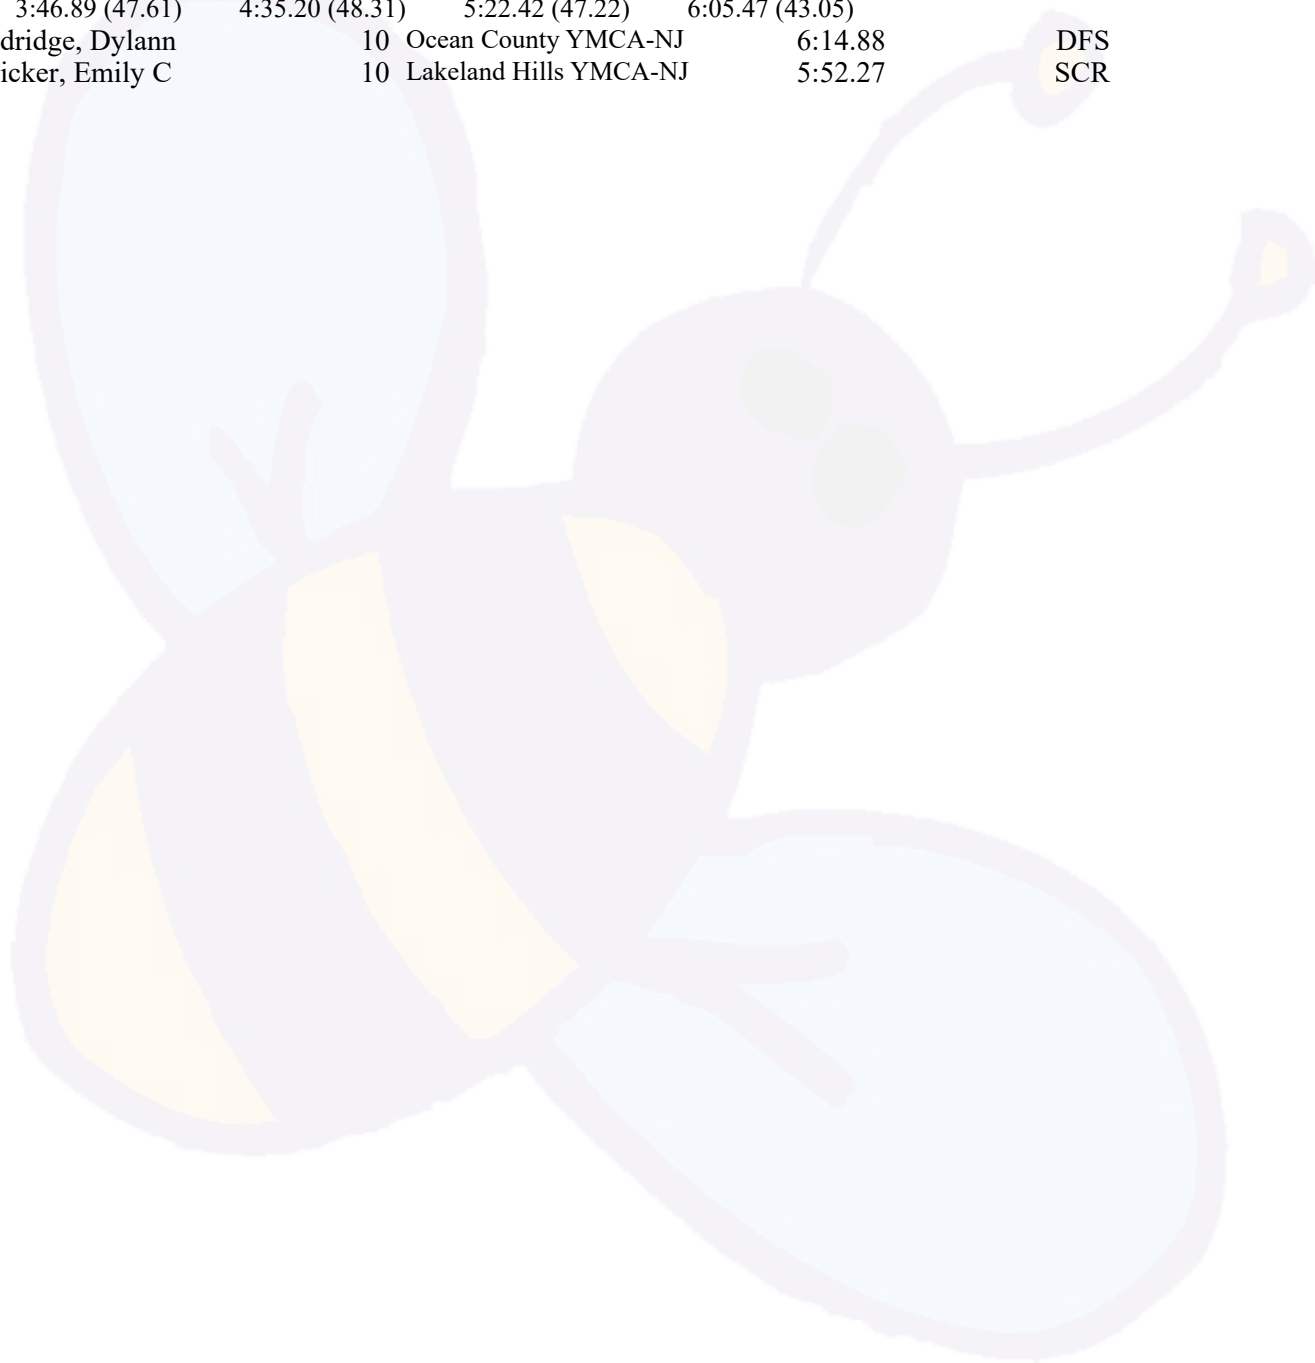 3:46.89 (47.61) 4:35.20 (48.31) 5:22.42 (47.22) 6:05.47 (43.05)
dridge, Dylann 10 Ocean County YMCA-NJ 6:14.88 DFS
icker, Emily C 10 Lakeland Hills YMCA-NJ 5:52.27 SCR